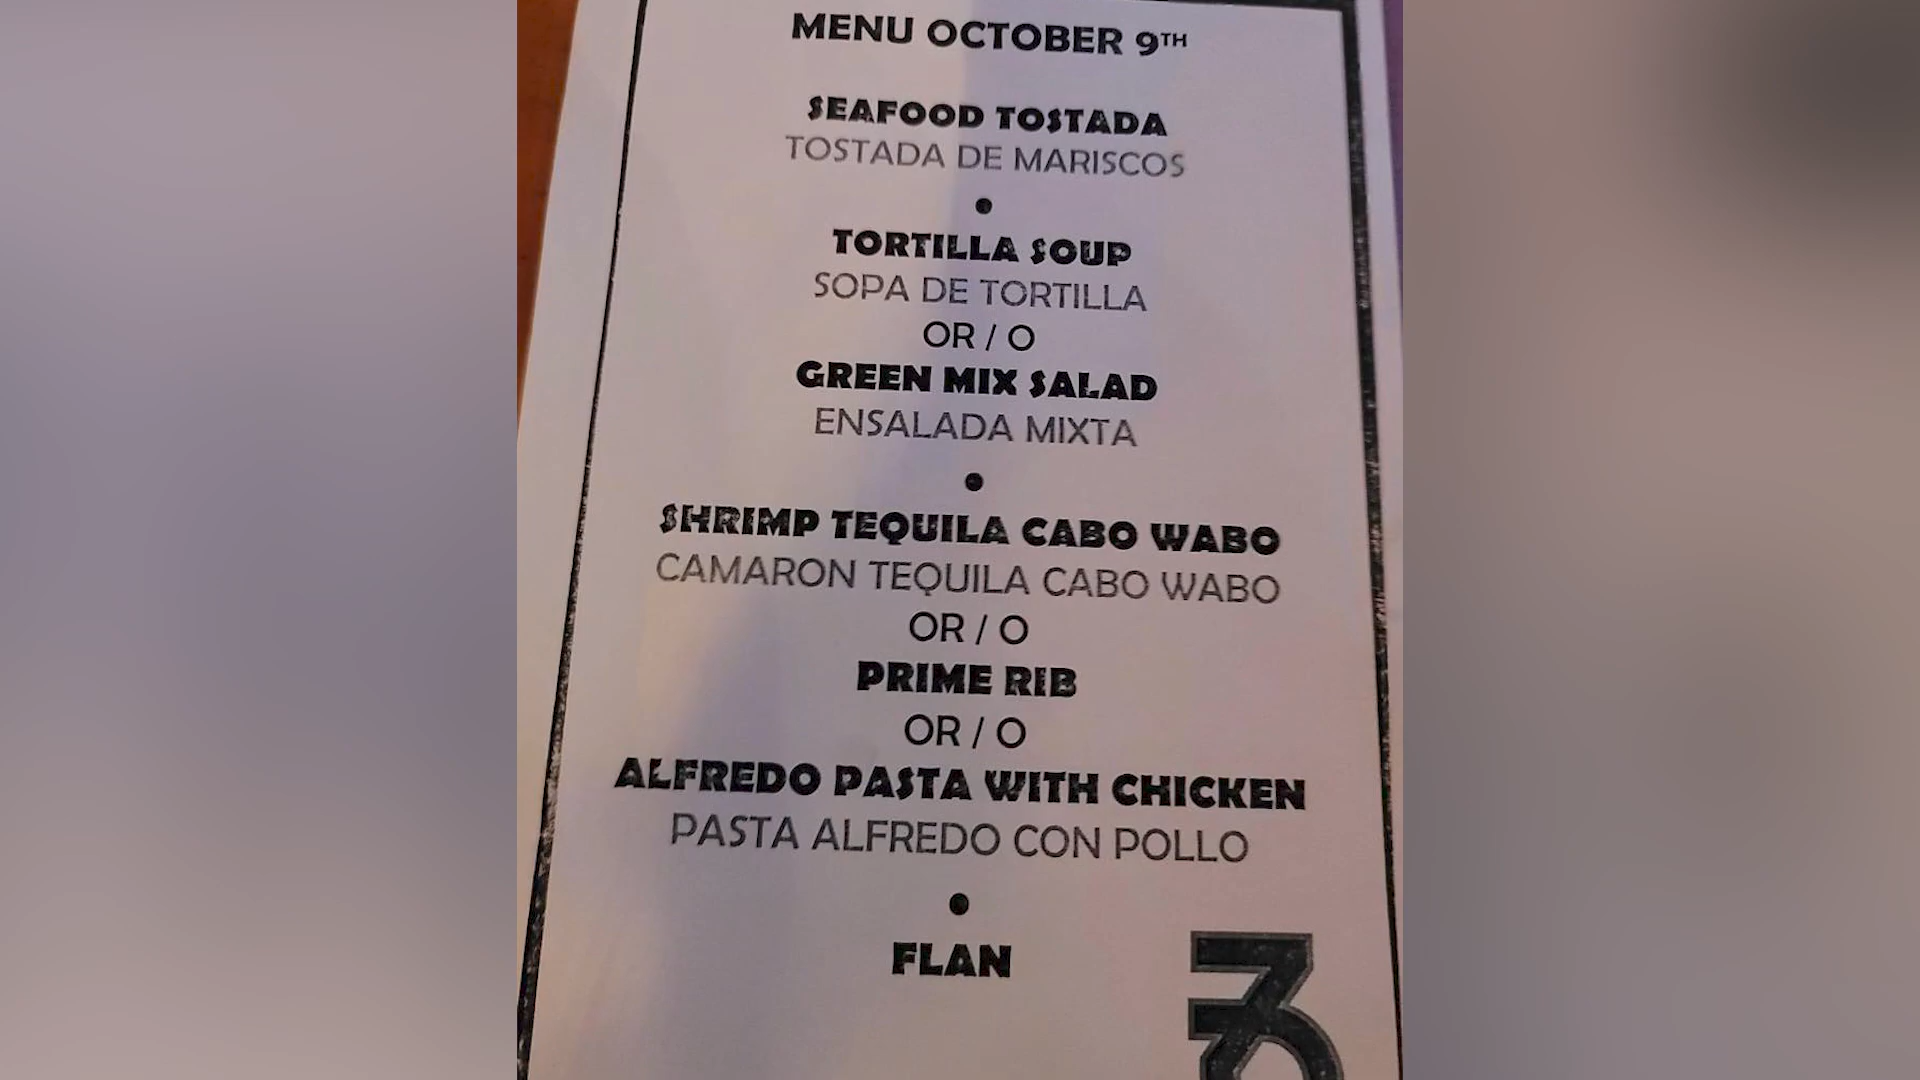 MENU OCTOBER 9TH
SEAFOOD TOSTADA
TOSTADA DE MARISCOS
•
TORTILLA SOUP
SOPA DE TORTILLA
OR / O
GREEN MIX SALAD
ENSALADA MIXTA
•
SHRIMP TEQUILA CABO WABO
CAMARON TEQUILA CABO WABO
OR / O
PRIME RIB
OR / O
ALFREDO PASTA WITH CHICKEN
PASTA ALFREDO CON POLLO
•
FLAN